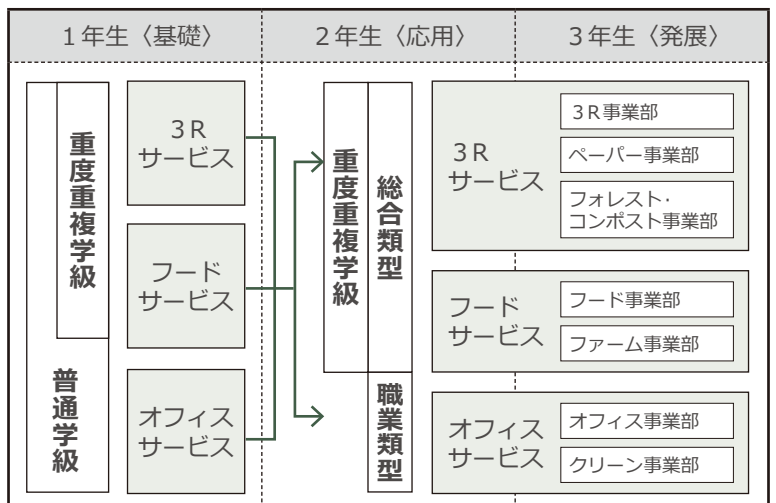 1年生〈基礎〉
2年生〈応用〉
3年生〈発展〉
重度重複学級
普通学級
3R
サービス
フード
サービス
オフィス
サービス
重度重複学級
総合類型
職業類型
3R
サービス
3R事業部
ペーパー事業部
フォレスト・
コンポスト事業部
フード
サービス
フード事業部
ファーム事業部
オフィス
サービス
オフィス事業部
クリーン事業部